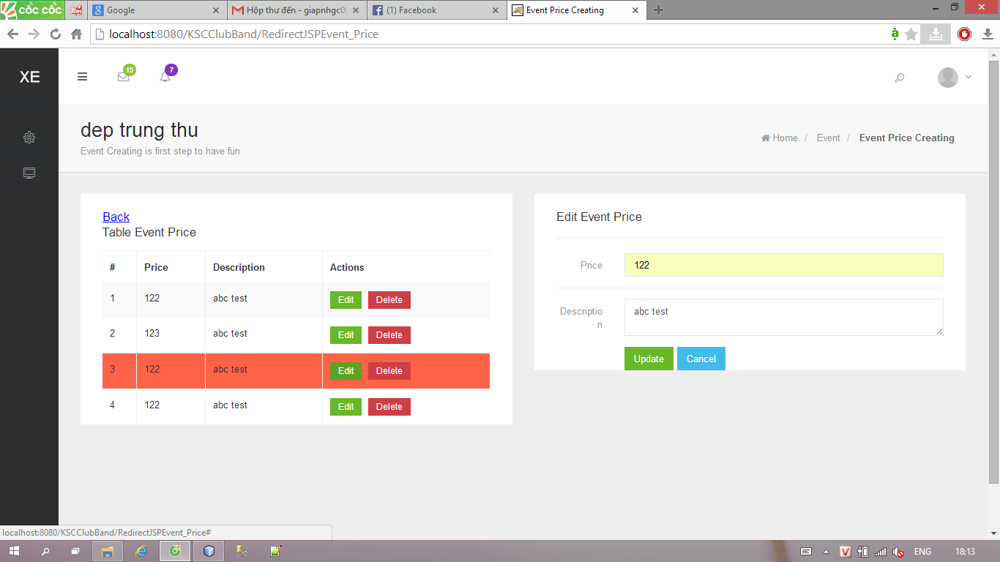 cốc cốc
Google
Hộp thư đến - giapnhgc0
(1) Facebook
Event Price Creating
localhost:8080/KSCClubBand/RedirectJSPEvent_Price
XE
15
7
dep trung thu
Event Creating is first step to have fun
Home / Event / Event Price Creating
Back
Table Event Price
# Price Description Actions
1 122 abc test Edit Delete
2 123 abc test Edit Delete
3 122 abc test Edit Delete
4 122 abc test Edit Delete
Edit Event Price
Price 122
Descriptio
n
abc test
Update Cancel
localhost:8080/KSCClubBand/RedirectJSPEvent_Price#
ENG
18:13